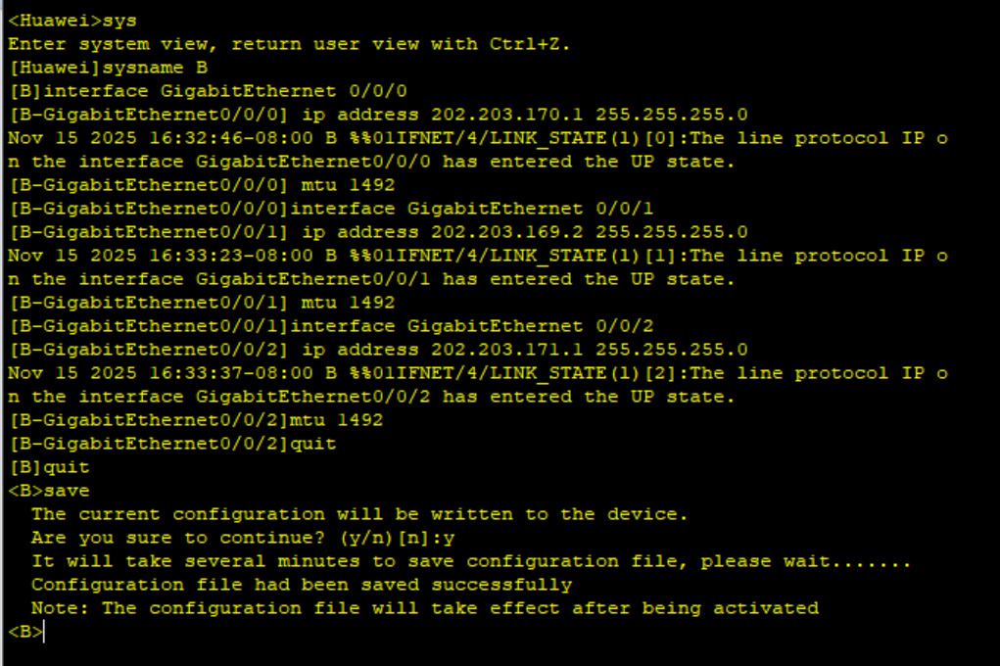 <Huawei>sys
Enter system view, return user view with Ctrl+Z.
[Huawei]sysname B
[B]interface GigabitEthernet 0/0/0
[B-GigabitEthernet0/0/0] ip address 202.203.170.1 255.255.255.0
Nov 15 2025 16:32:46-08:00 B %%01IFNET/4/LINK_STATE(l)[0]:The line protocol IP o
n the interface GigabitEthernet0/0/0 has entered the UP state.
[B-GigabitEthernet0/0/0] mtu 1492
[B-GigabitEthernet0/0/0]interface GigabitEthernet 0/0/1
[B-GigabitEthernet0/0/1] ip address 202.203.169.2 255.255.255.0
Nov 15 2025 16:33:23-08:00 B %%01IFNET/4/LINK_STATE(l)[1]:The line protocol IP o
n the interface GigabitEthernet0/0/1 has entered the UP state.
[B-GigabitEthernet0/0/1] mtu 1492
[B-GigabitEthernet0/0/1]interface GigabitEthernet 0/0/2
[B-GigabitEthernet0/0/2] ip address 202.203.171.1 255.255.255.0
Nov 15 2025 16:33:37-08:00 B %%01IFNET/4/LINK_STATE(l)[2]:The line protocol IP o
n the interface GigabitEthernet0/0/2 has entered the UP state.
[B-GigabitEthernet0/0/2]mtu 1492
[B-GigabitEthernet0/0/2]quit
[B]quit
<B>save
  The current configuration will be written to the device.
  Are you sure to continue? (y/n)[n]:y
  It will take several minutes to save configuration file, please wait.......
  Configuration file had been saved successfully
  Note: The configuration file will take effect after being activated
<B>